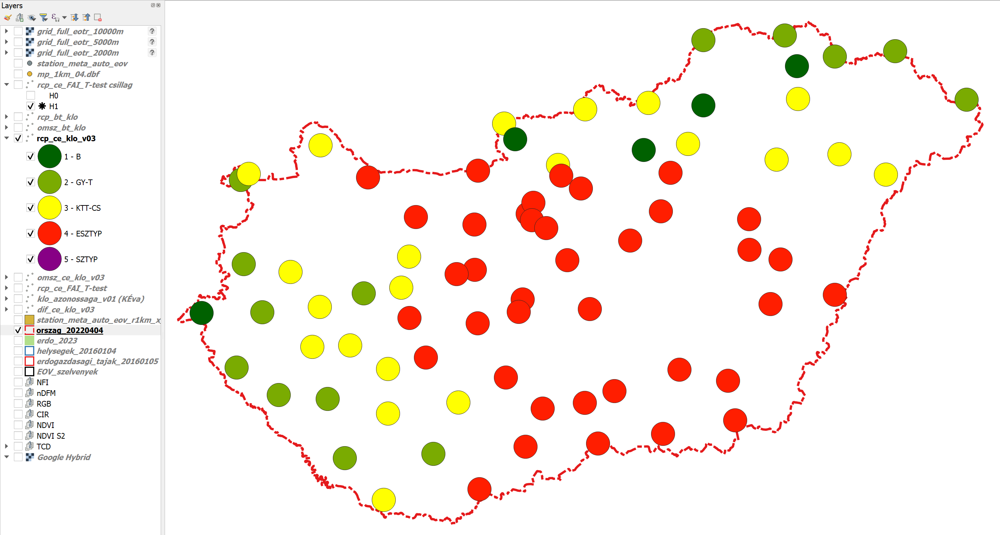 Layers
grid_full_eotr_10000m
grid_full_eotr_5000m
grid_full_eotr_2000m
station_meta_auto_eov
mp_1km_04.dbf
rcp_ce_FAI_T-test csillag
H0
H1
rcp_bt_klo
omsz_bt_klo
rcp_ce_klo_v03
1 - B
2 - GY-T
3 - KTT-CS
4 - ESZTYP
5 - SZTYP
omsz_ce_klo_v03
rcp_ce_FAI_T-test
klo_azonossaga_v01 (KÉva)
dif_ce_klo_v03
station_meta_auto_eov_r1km_x
orszag_20220404
erdo_2023
helysegek_20160104
erdogazdasagi_tajak_20160105
EOV_szelvenyek
NFI
nDFM
RGB
CIR
NDVI
NDVI S2
TCD
Google Hybrid